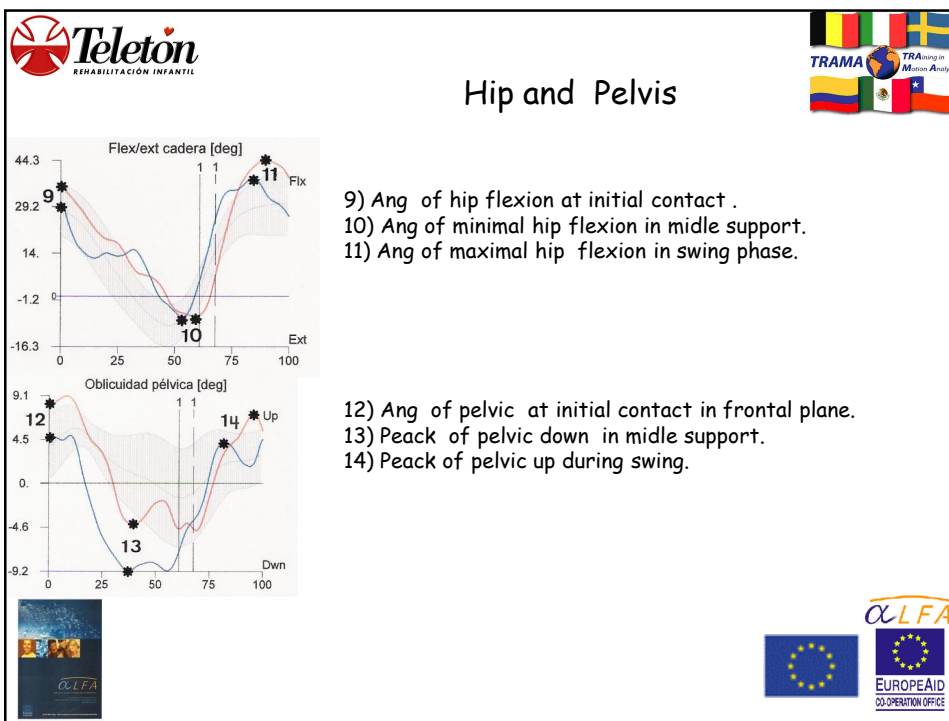 Teletón
REHABILITACIÓN INFANTIL
TRAMA
TRAining in
Motion Analy
Hip and Pelvis
Flex/ext cadera [deg]
44.3
1 1
11 Flx
9
29.2
14.
-1.2 0
10
Ext
-16.3
0 25 50 75 100
9) Ang of hip flexion at initial contact .
10) Ang of minimal hip flexion in midle support.
11) Ang of maximal hip flexion in swing phase.
Oblicuidad pélvica [deg]
9.1
1 1
12
14 Up
4.5
0.
-4.6
13
Dwn
-9.2
0 25 50 75 100
12) Ang of pelvic at initial contact in frontal plane.
13) Peack of pelvic down in midle support.
14) Peack of pelvic up during swing.
αLFA
αLFA
EUROPEAID
CO-OPERATION OFFICE